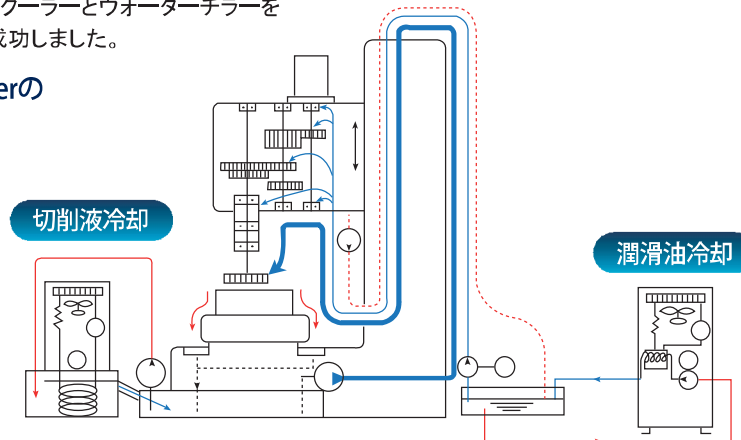 クーラーとウォーターチラーを
成功しました。
erの
切削液冷却
潤滑油冷却